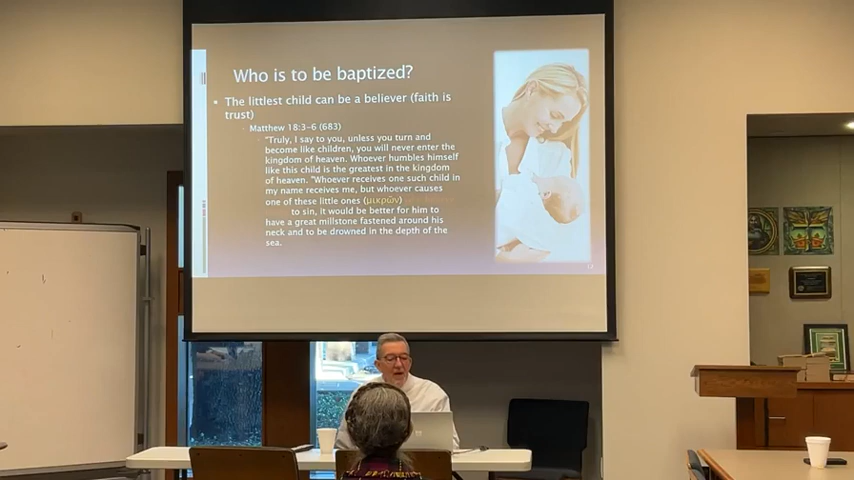 Who is to be baptized?
The littlest child can be a believer (faith is
trust)
Matthew 18:3-6 (683)
"Truly, I say to you, unless you turn and
become like children, you will never enter the
kingdom of heaven. Whoever humbles himself
like this child is the greatest in the kingdom
of heaven. "Whoever receives one such child in
my name receives me, but whoever causes
one of these little ones (μικρῶν)
to sin, it would be better for him to
have a great millstone fastened around his
neck and to be drowned in the depth of the
sea.